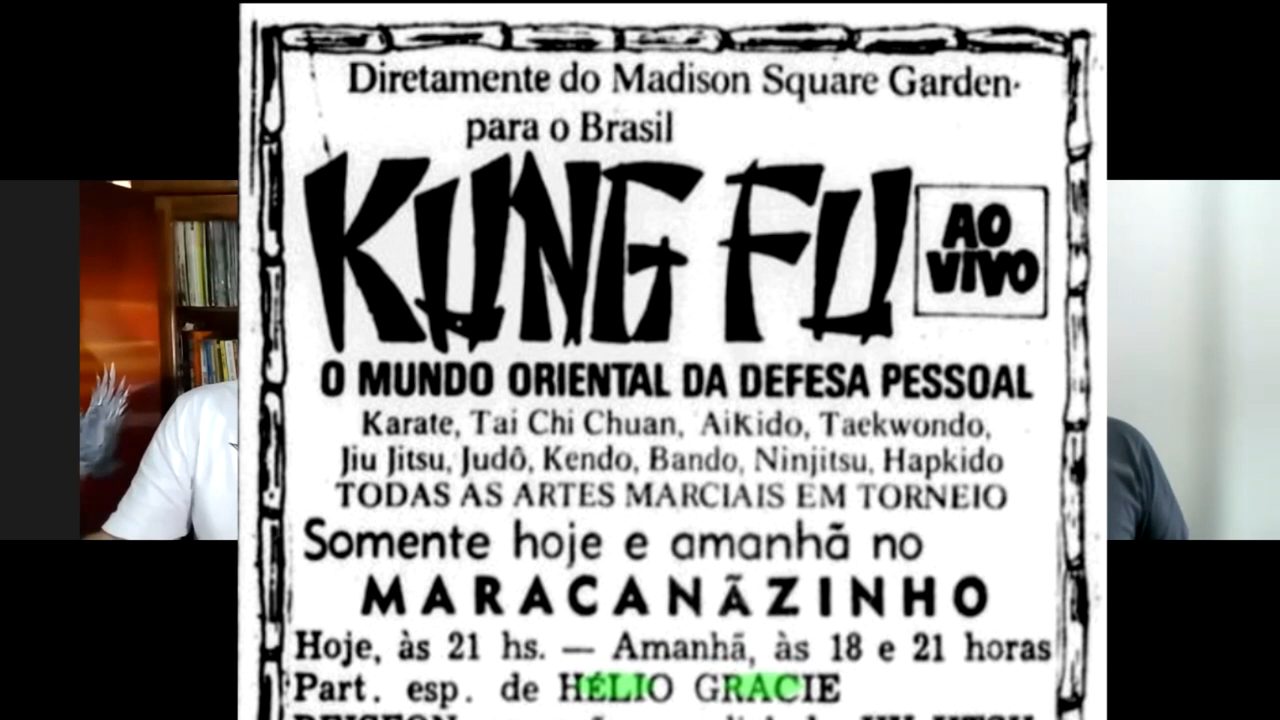 Diretamente do Madison Square Garden
para o Brasil
KUNG FU
AO
VIVO
O MUNDO ORIENTAL DA DEFESA PESSOAL
Karate, Tai Chi Chuan, AiKido, Taekwondo,
Jiu Jitsu, Judô, Kendo, Bando, Ninjitsu, Hapkido
TODAS AS ARTES MARCIAIS EM TORNEIO
Somente hoje e amanhã no
MARACANÃZINHO
Hoje, às 21 hs. — Amanhã, às 18 e 21 horas
Part. esp. de HÉLIO GRACIE